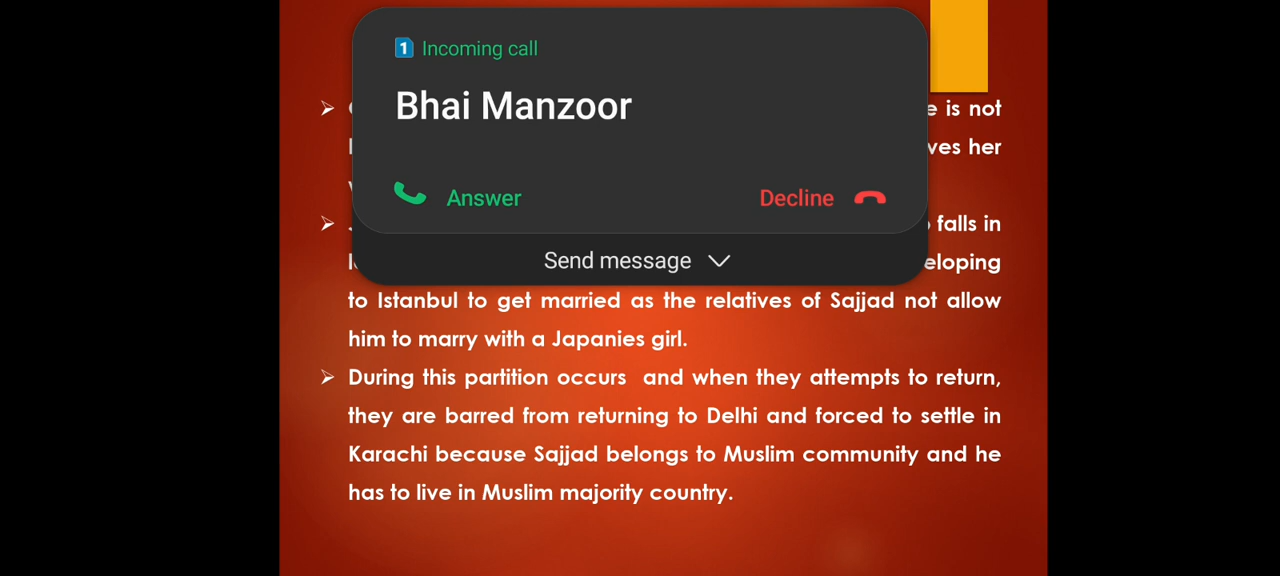 1 Incoming call
Bhai Manzoor
Answer Decline
Send message
is not
her
falls in
to Istanbul to get married as the relatives of Sajjad not allow
him to marry with a Japanies girl.
During this partition occurs and when they attempts to return,
they are barred from returning to Delhi and forced to settle in
Karachi because Sajjad belongs to Muslim community and he
has to live in Muslim majority country.